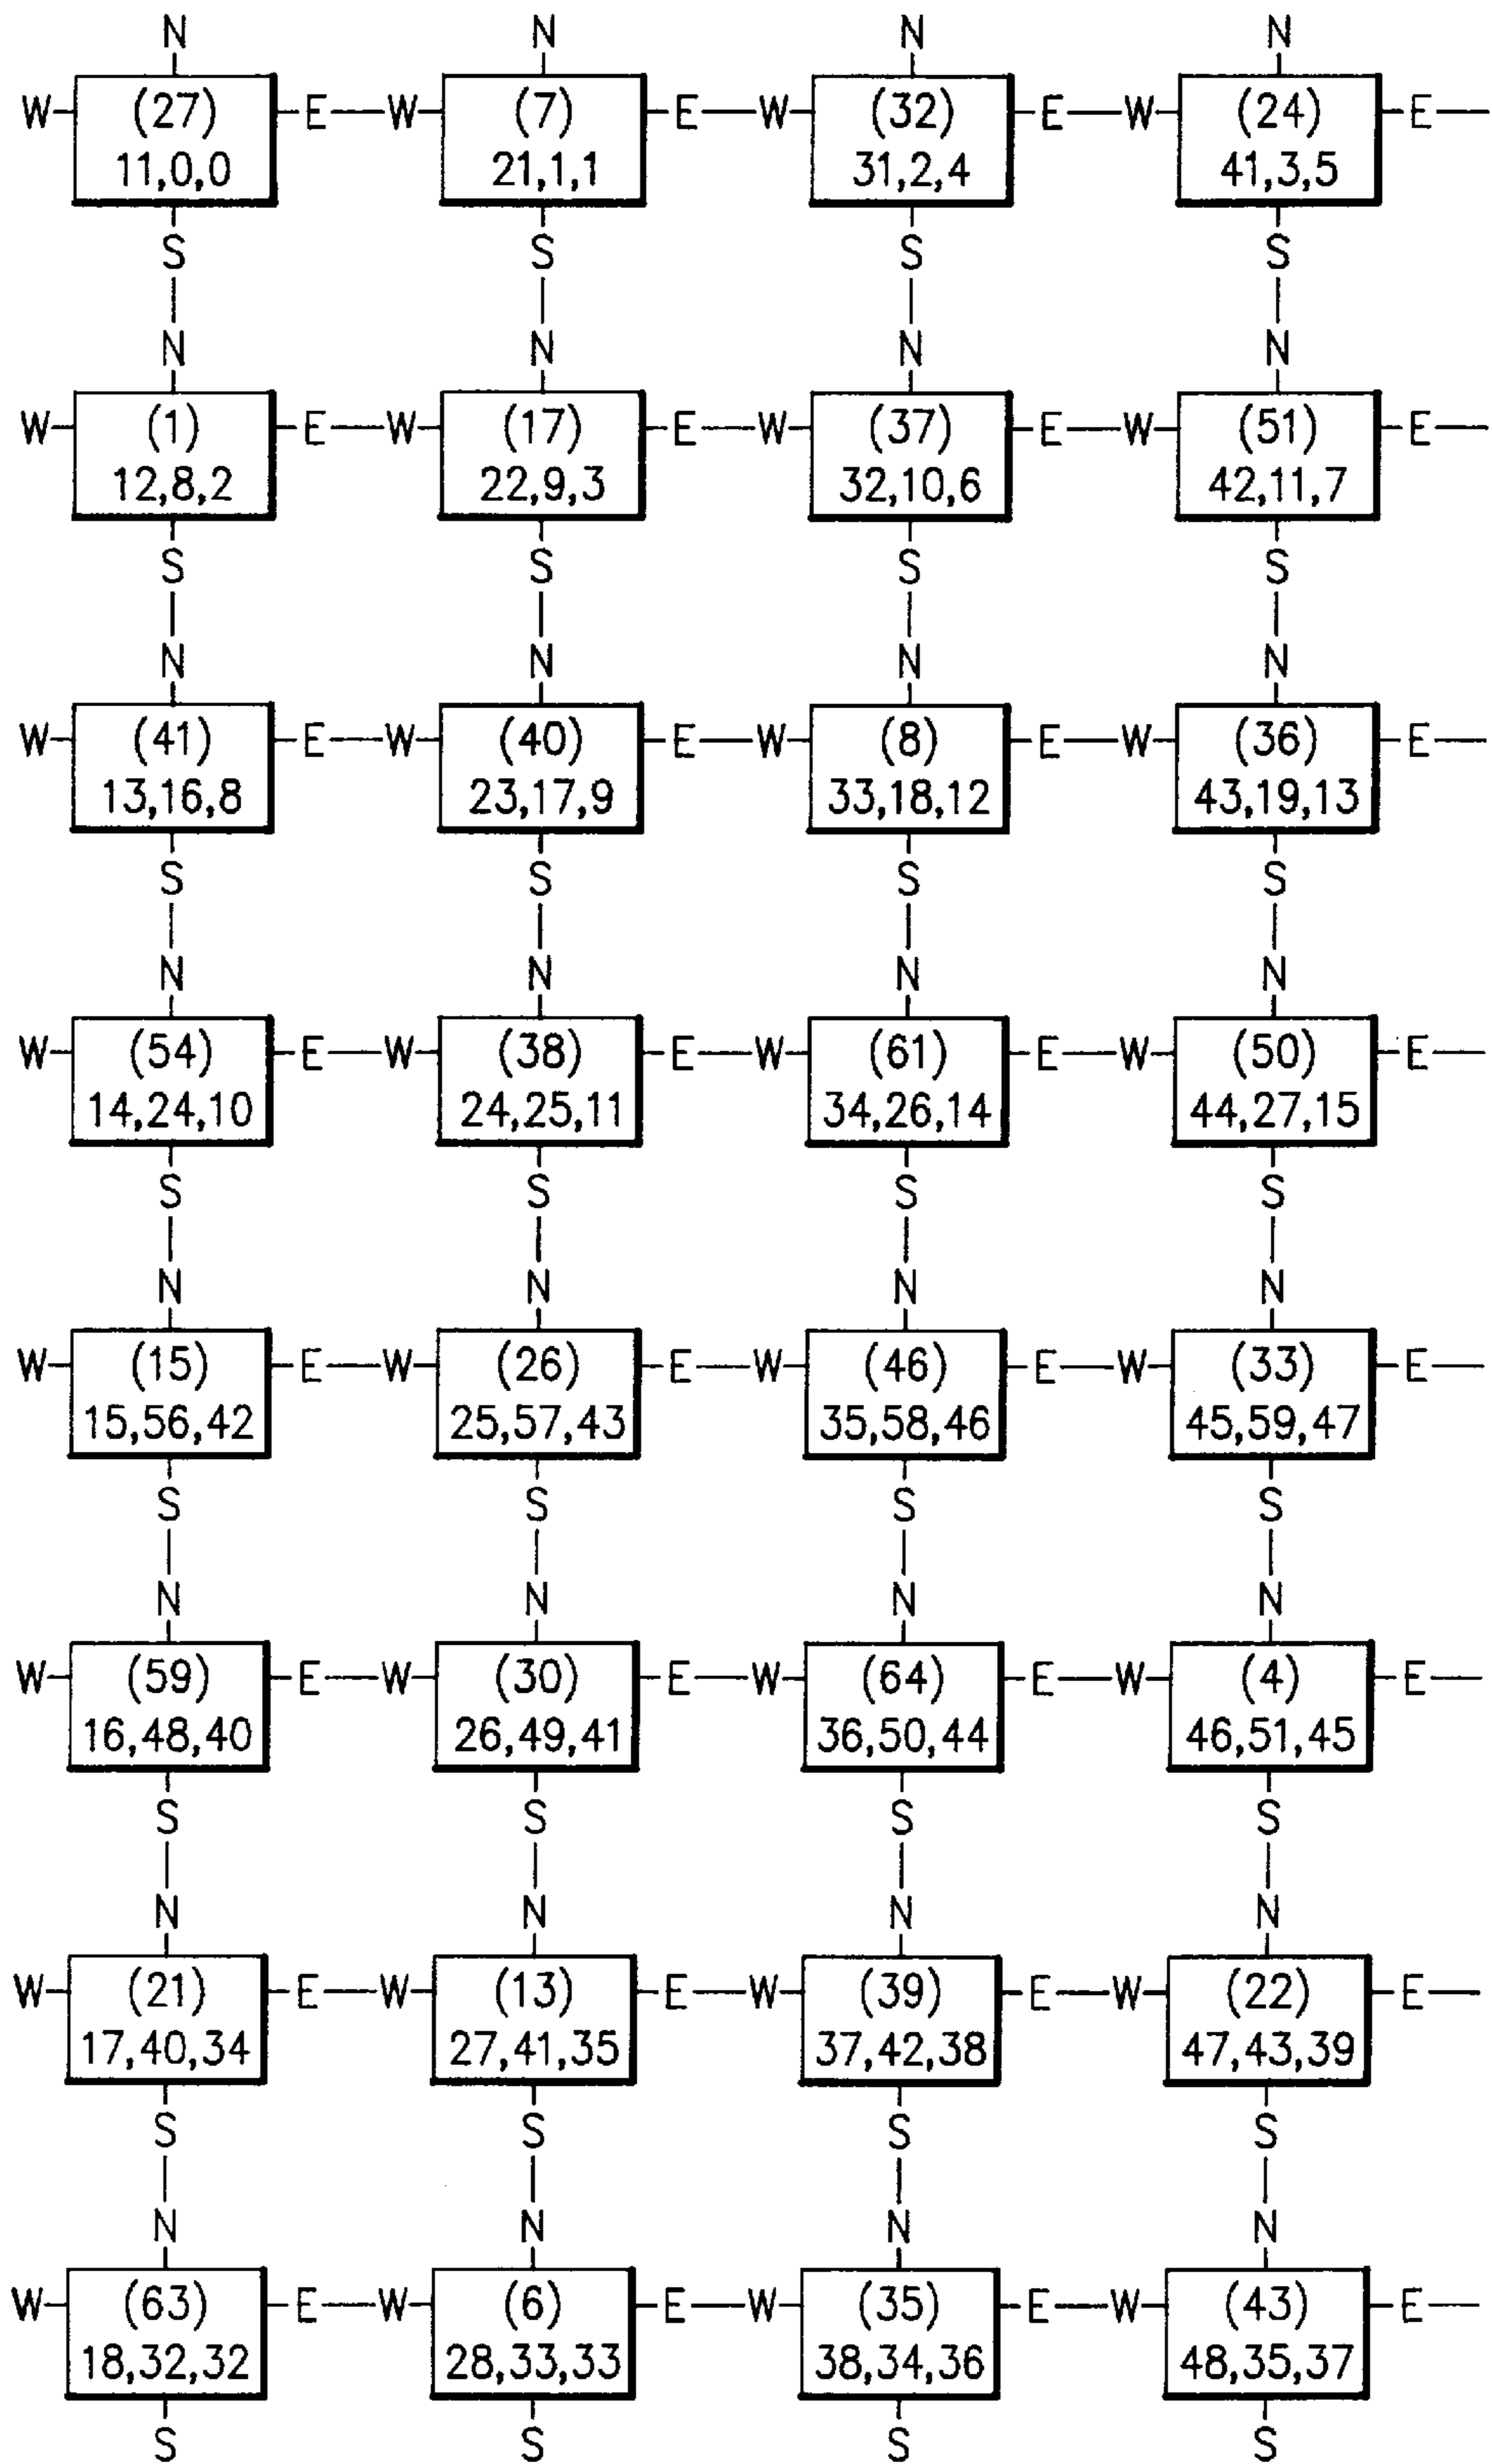 N N N N
W (27) E W (7) E W (32) E W (24) E
11,0,0 21,1,1 31,2,4 41,3,5
S S S S
N N N N
W (1) E W (17) E W (37) E W (51) E
12,8,2 22,9,3 32,10,6 42,11,7
S S S S
N N N N
W (41) E W (40) E W (8) E W (36) E
13,16,8 23,17,9 33,18,12 43,19,13
S S S S
N N N N
W (54) E W (38) E W (61) E W (50) E
14,24,10 24,25,11 34,26,14 44,27,15
S S S S
N N N N
W (15) E W (26) E W (46) E W (33) E
15,56,42 25,57,43 35,58,46 45,59,47
S S S S
N N N N
W (59) E W (30) E W (64) E W (4) E
16,48,40 26,49,41 36,50,44 46,51,45
S S S S
N N N N
W (21) E W (13) E W (39) E W (22) E
17,40,34 27,41,35 37,42,38 47,43,39
S S S S
N N N N
W (63) E W (6) E W (35) E W (43) E
18,32,32 28,33,33 38,34,36 48,35,37
S S S S